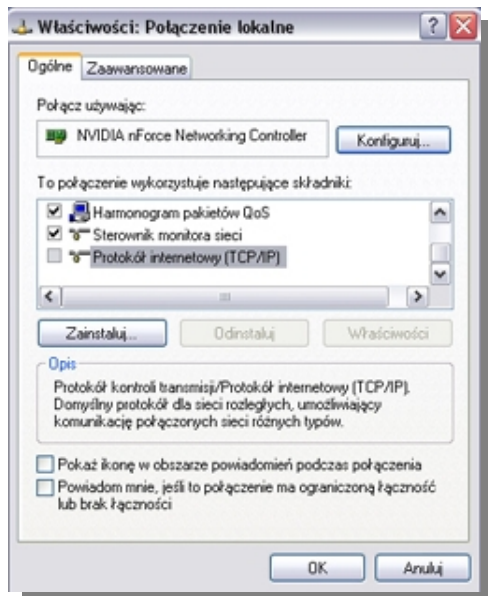 Właściwości: Połączenie lokalne
Ogólne
Zaawansowane
Połącz używając:
NVIDIA nForce Networking Controller
Konfiguruj...
To połączenie wykorzystuje następujące składniki:
Harmonogram pakietów QoS
Sterownik monitora sieci
Protokół internetowy (TCP/IP)
Zainstaluj...
Odinstaluj
Właściwości
Opis
Protokół kontroli transmisji/Protokół internetowy (TCP/IP).
Domyślny protokół dla sieci rozległych, umożliwiający
komunikację połączonych sieci różnych typów.
Pokaż ikonę w obszarze powiadomień podczas połączenia
Powiadom mnie, jeśli to połączenie ma ograniczoną łączność
lub brak łączności
OK
Anuluj